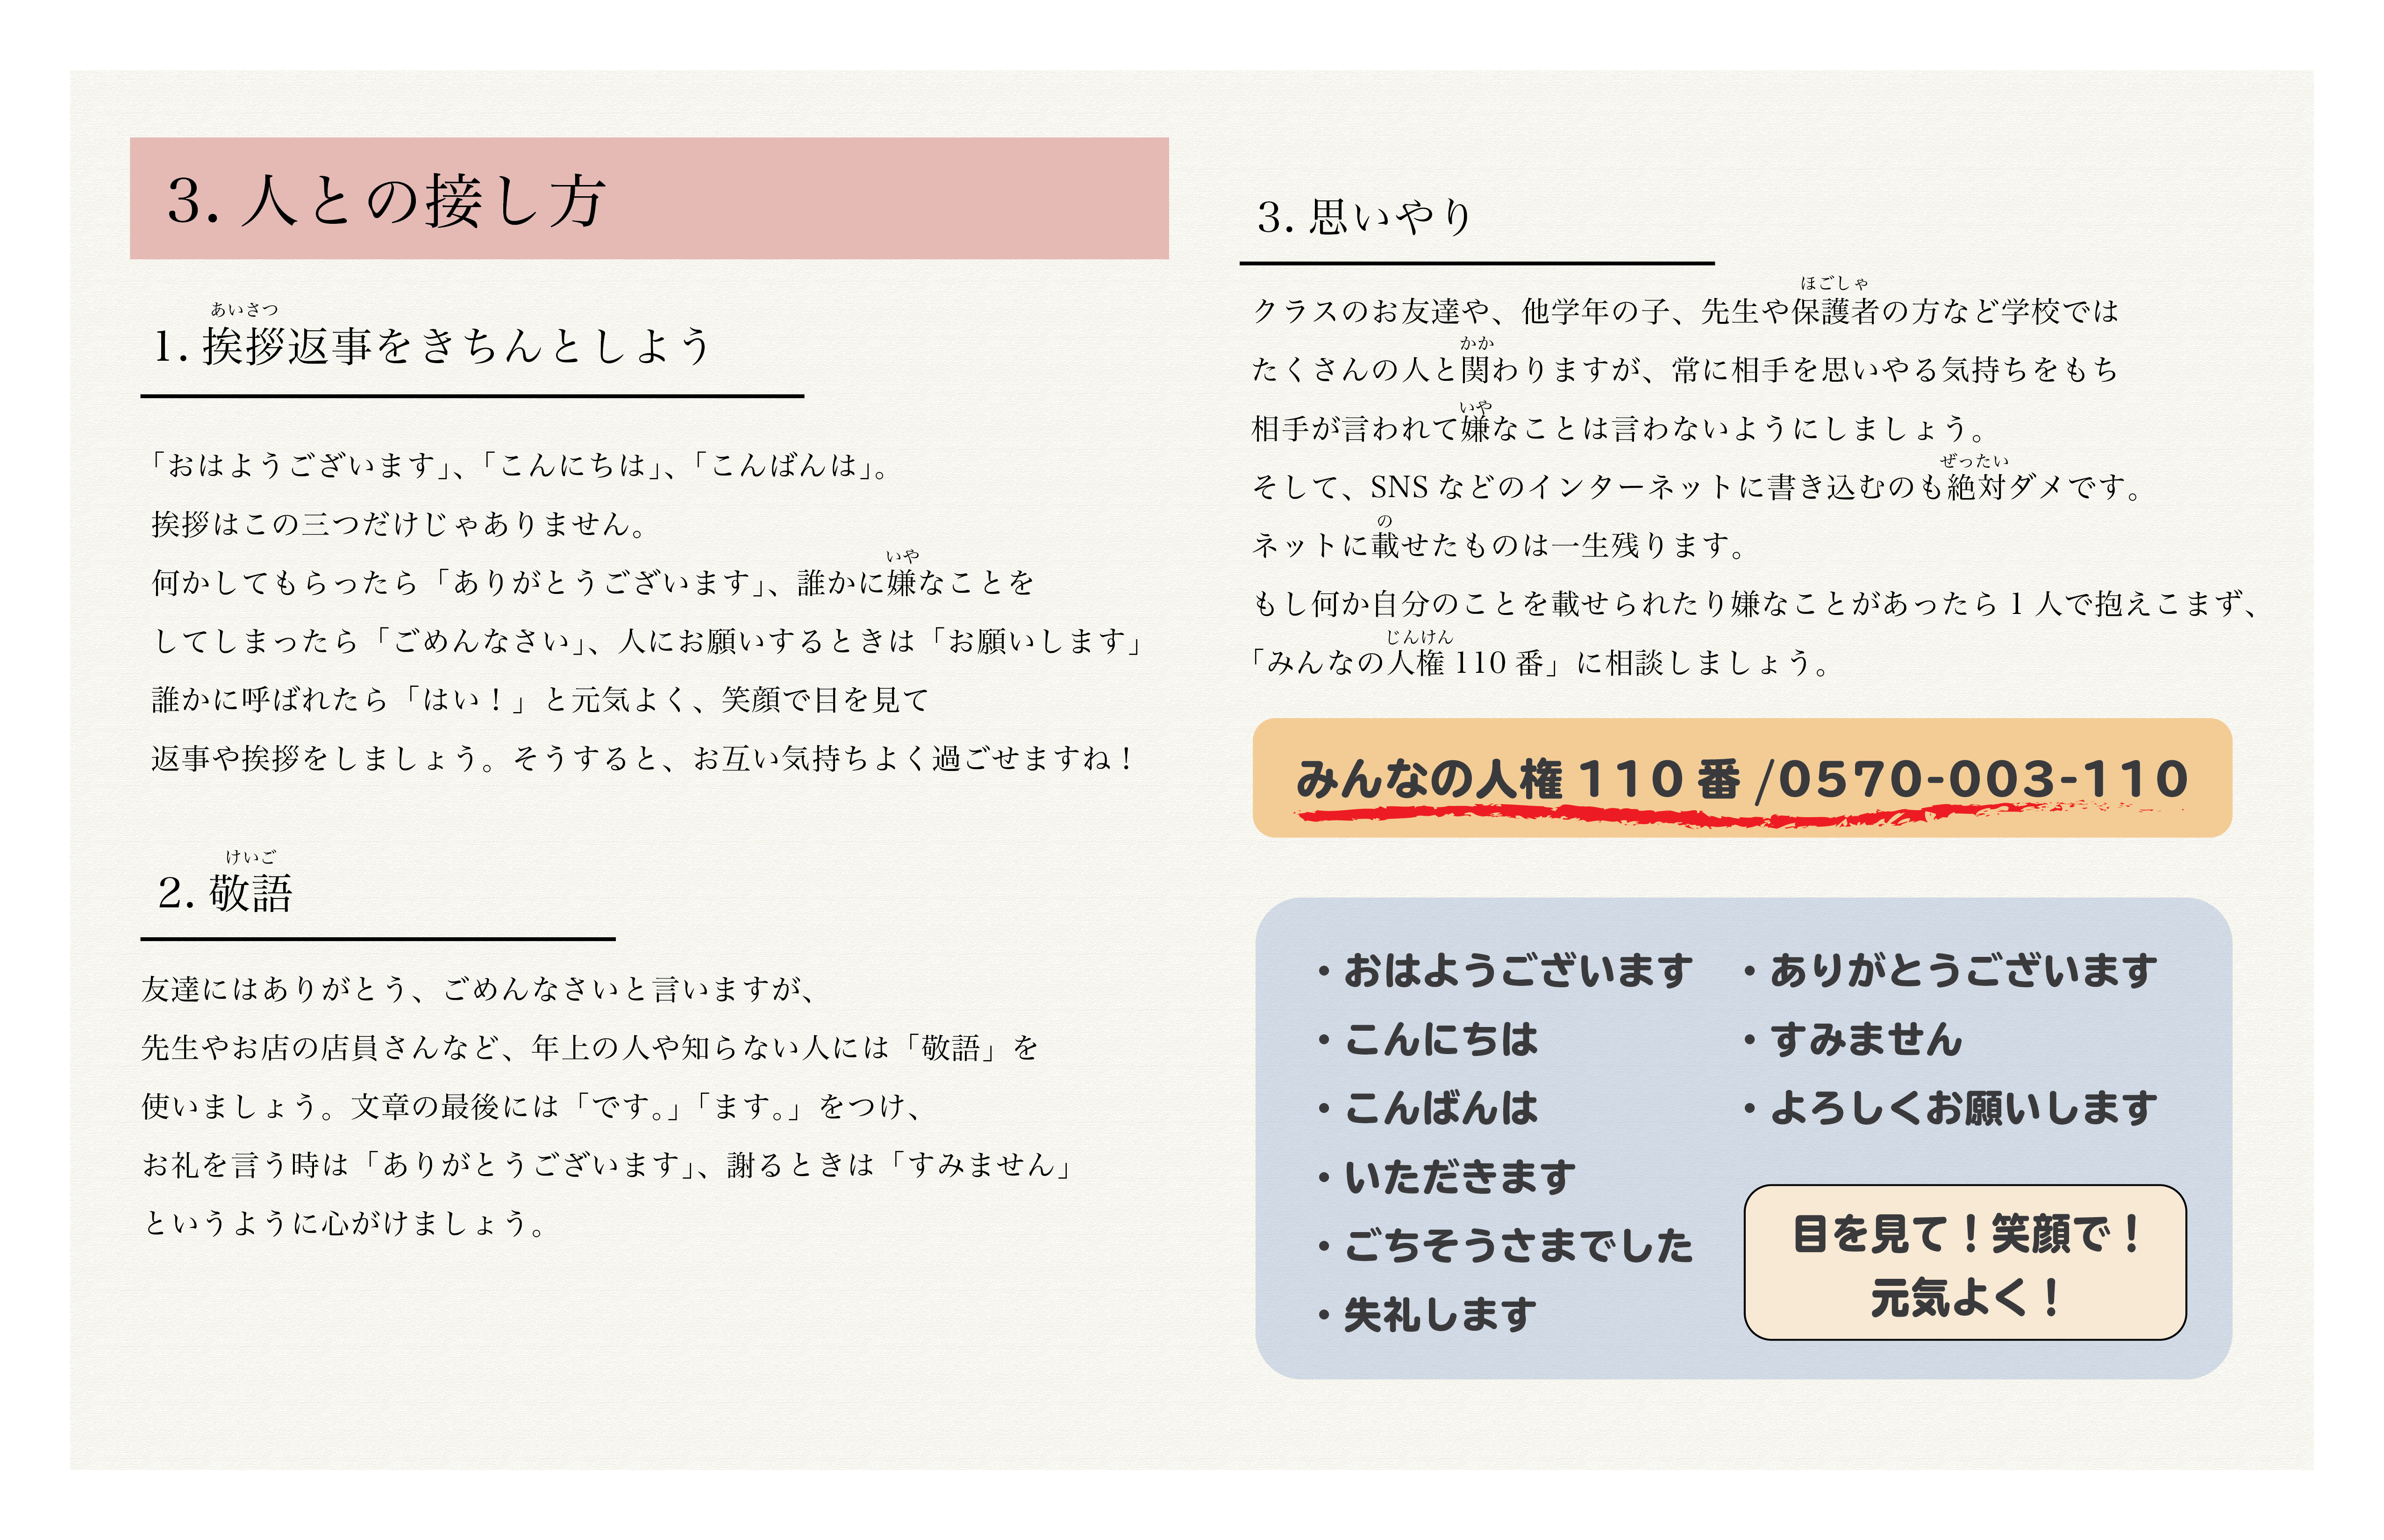 3. 人との接し方
あいさつ
1. 挨拶返事をきちんとしよう
「おはようございます」、「こんにちは」、「こんばんは」。
挨拶はこの三つだけじゃありません。
いや
何かしてもらったら「ありがとうございます」、誰かに嫌なことを
してしまったら「ごめんなさい」、人にお願いするときは「お願いします」
誰かに呼ばれたら「はい！」と元気よく、笑顔で目を見て
返事や挨拶をしましょう。そうすると、お互い気持ちよく過ごせますね！
けいご
2. 敬語
友達にはありがとう、ごめんなさいと言いますが、
先生やお店の店員さんなど、年上の人や知らない人には「敬語」を
使いましょう。文章の最後には「です。」「ます。」をつけ、
お礼を言う時は「ありがとうございます」、謝るときは「すみません」
というように心がけましょう。
3. 思いやり
ほごしゃ
クラスのお友達や、他学年の子、先生や保護者の方など学校では
かか
たくさんの人と関わりますが、常に相手を思いやる気持ちをもち
いや
相手が言われて嫌なことは言わないようにしましょう。
ぜったい
そして、SNS などのインターネットに書き込むのも絶対ダメです。
の
ネットに載せたものは一生残ります。
もし何か自分のことを載せられたり嫌なことがあったら 1 人で抱えこまず、
じんけん
「みんなの人権 110 番」に相談しましょう。
みんなの人権 110 番 /0570-003-110
・おはようございます
・こんにちは
・こんばんは
・いただきます
・ごちそうさまでした
・失礼します
・ありがとうございます
・すみません
・よろしくお願いします
目を見て！笑顔で！
元気よく！